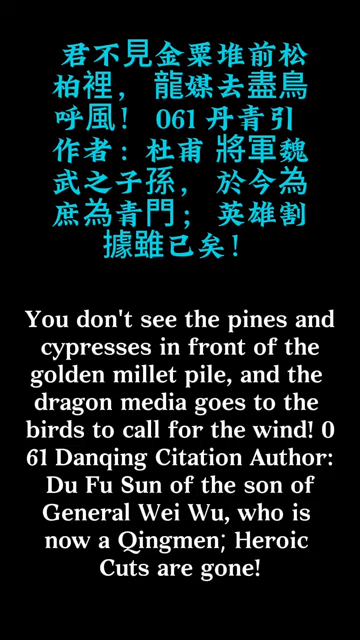 君不見金粟堆前松
柏裡， 龍媒去盡鳥
呼風！ 061 丹青引
作者：杜甫 將軍魏
武之子孫， 於今為
庶為青門； 英雄割
據雖已矣！
You don't see the pines and
cypresses in front of the
golden millet pile, and the
dragon media goes to the
birds to call for the wind! 0
61 Danqing Citation Author:
Du Fu Sun of the son of
General Wei Wu, who is
now a Qingmen; Heroic
Cuts are gone!